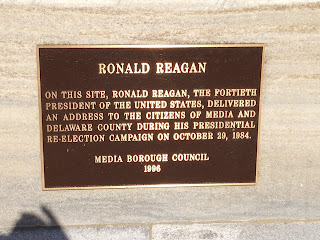 RONALD REAGAN
ON THIS SITE, RONALD REAGAN, THE FORTIETH
PRESIDENT OF THE UNITED STATES, DELIVERED
AN ADDRESS TO THE CITIZENS OF MEDIA AND
DELAWARE COUNTY DURING HIS PRESIDENTIAL
RE-ELECTION CAMPAIGN ON OCTOBER 29, 1984.
MEDIA BOROUGH COUNCIL
1996